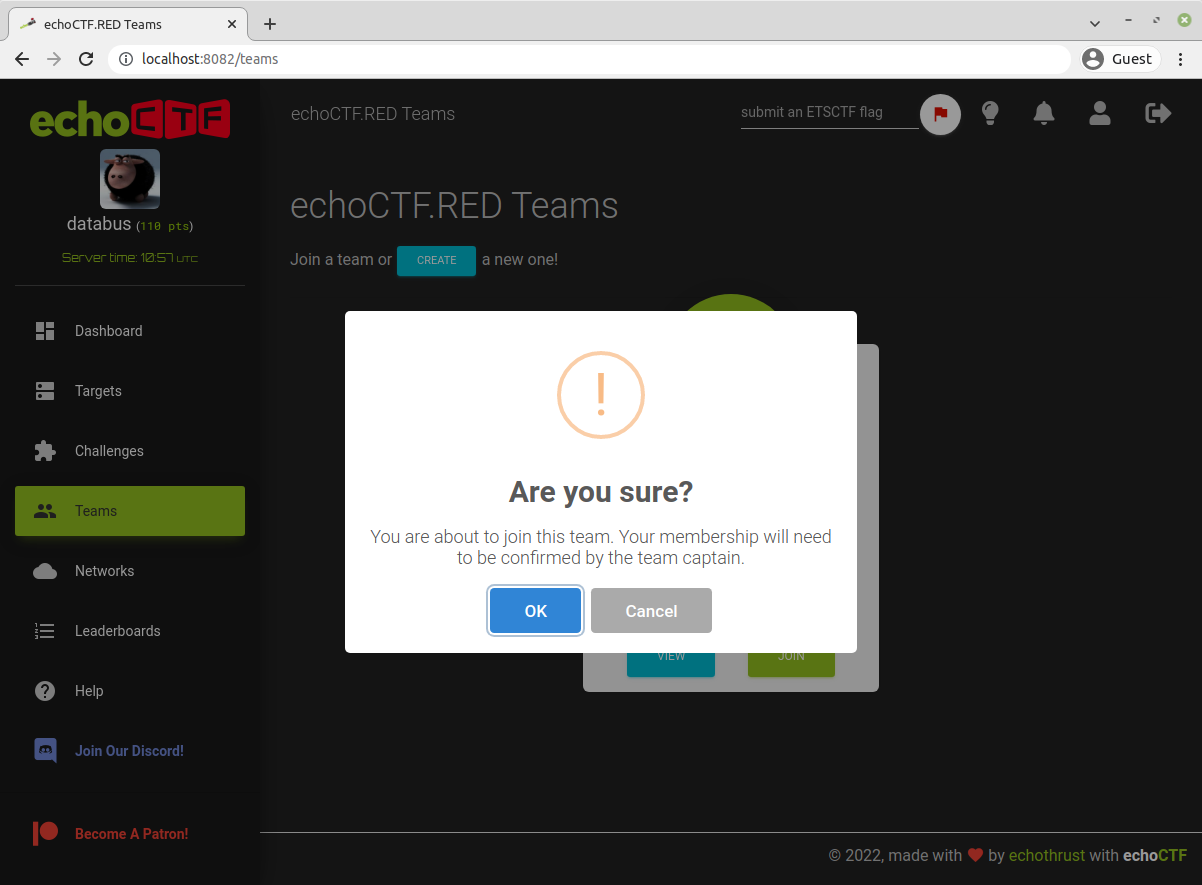 echoCTF.RED Teams
localhost:8082/teams
Guest
echoCTF
echoCTF.RED Teams
submit an ETSCTF flag
databus (110 pts)
Server time: 10:57 UTC
echoCTF.RED Teams
Join a team or CREATE a new one!
Dashboard
Targets
Challenges
Teams
Networks
Leaderboards
Help
Join Our Discord!
Become A Patron!
!
Are you sure?
You are about to join this team. Your membership will need
to be confirmed by the team captain.
OK Cancel
VIEW JOIN
© 2022, made with ❤ by echothrust with echoCTF